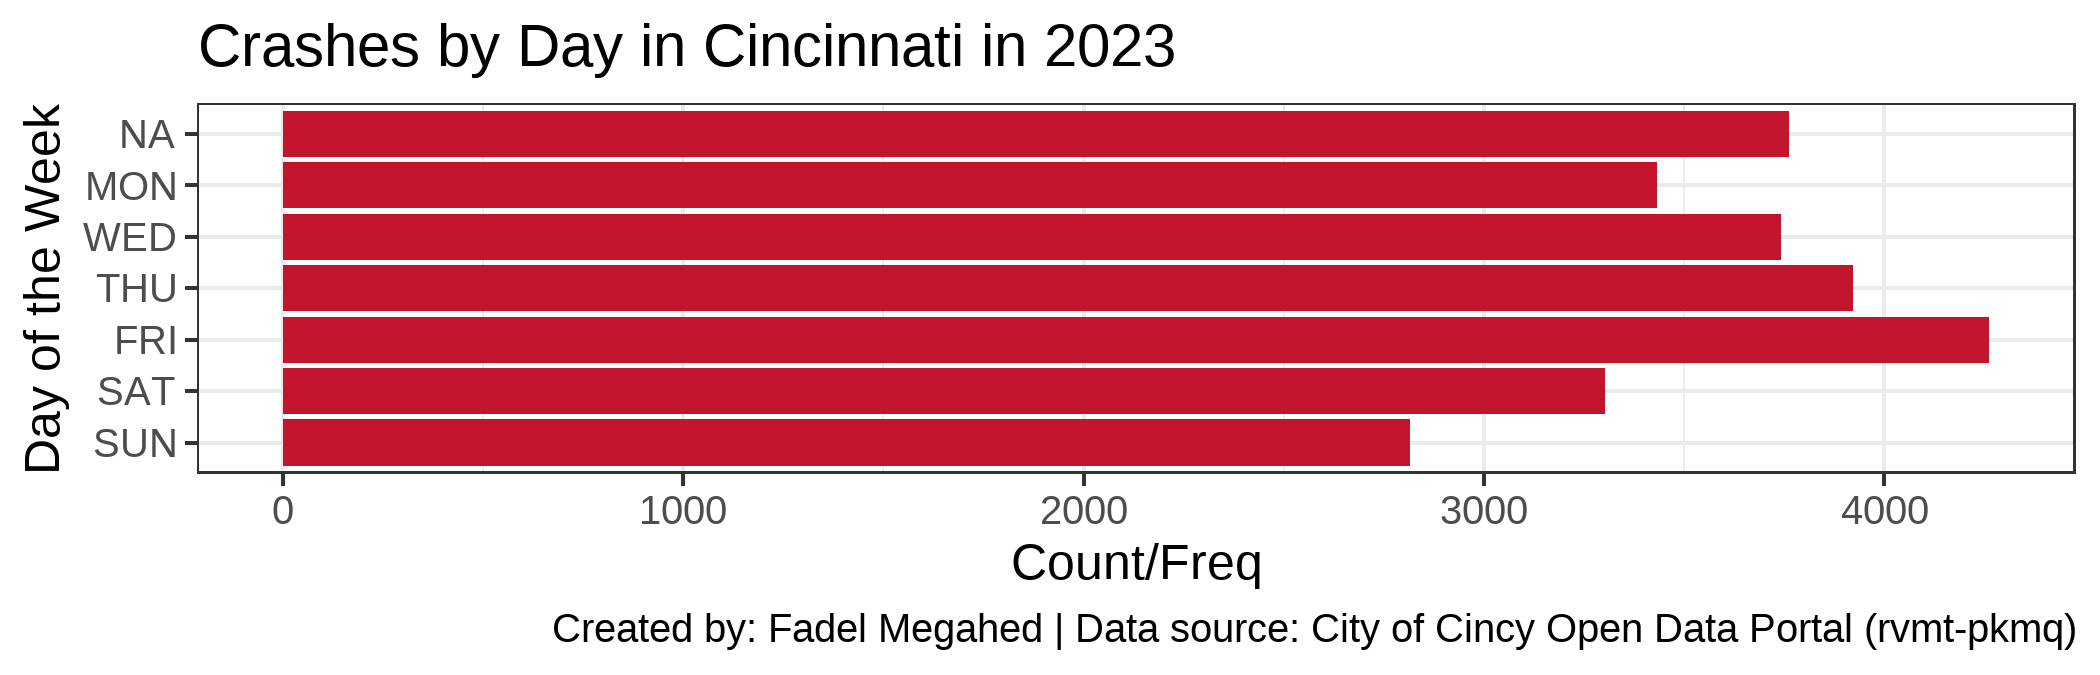 Crashes by Day in Cincinnati in 2023
Day of the Week
NA
MON
WED
THU
FRI
SAT
SUN
0 1000 2000 3000 4000
Count/Freq
Created by: Fadel Megahed | Data source: City of Cincy Open Data Portal (rvmt-pkmq)